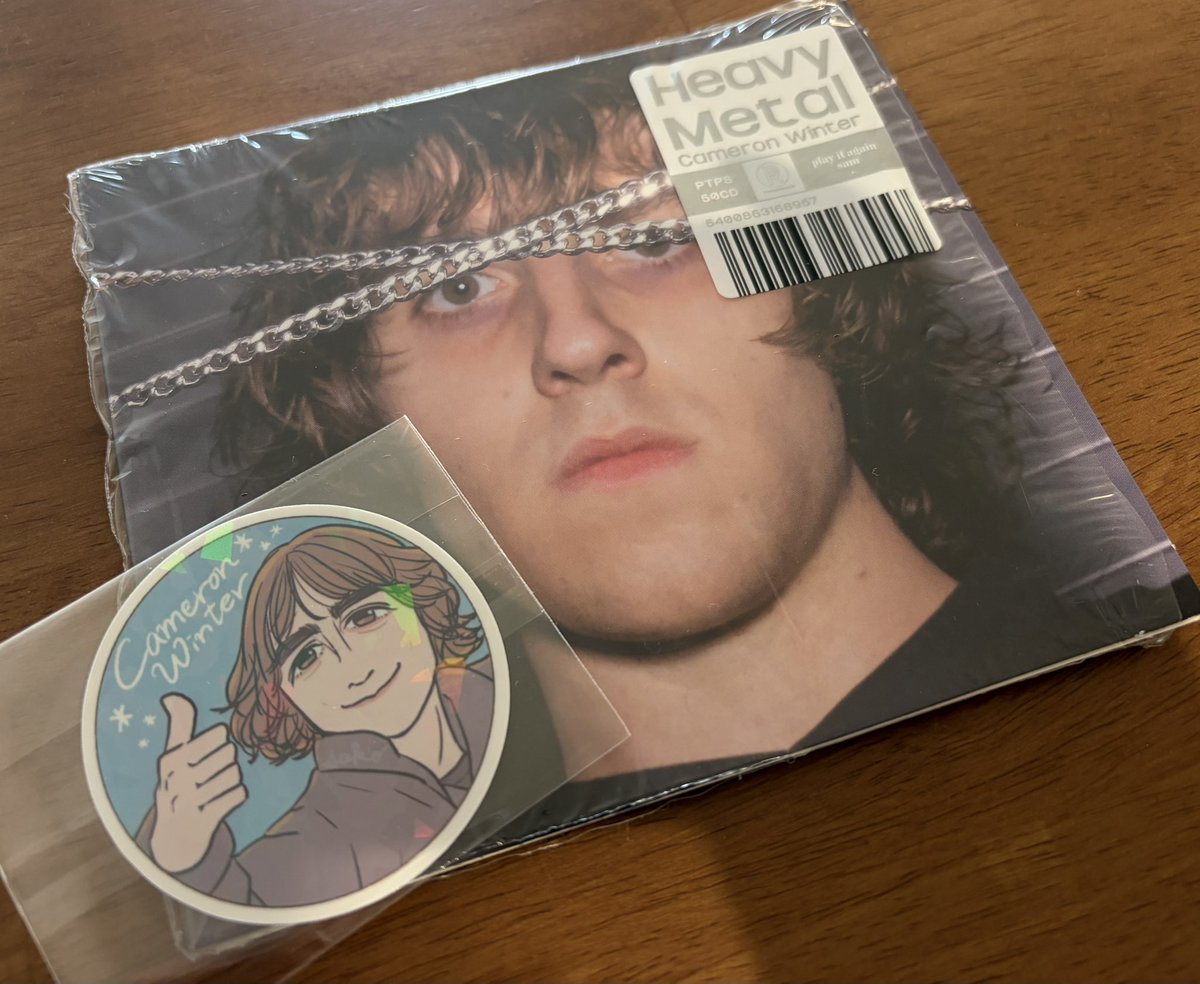 Heavy
Metal
Cameron Winter
PTPS
50CD
play it again
sam
5400863168957
Cameron
Winter